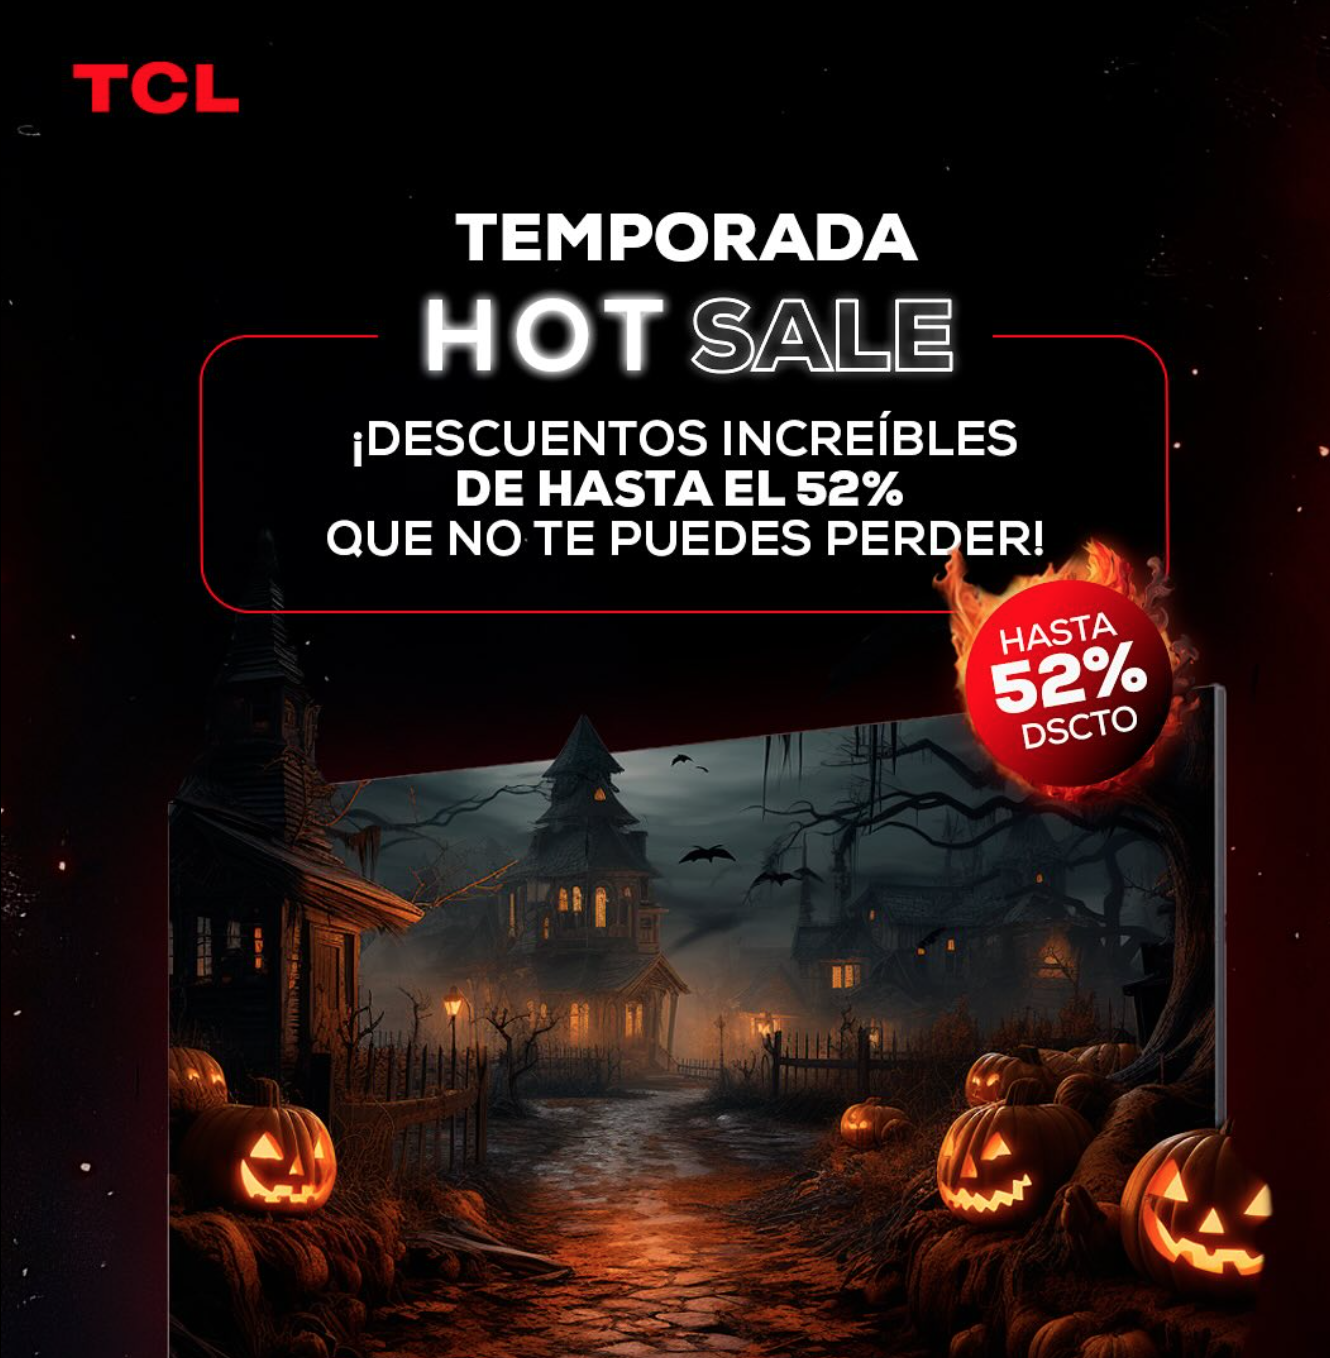 TCL
TEMPORADA
HOT SALE
¡DESCUENTOS INCREÍBLES
DE HASTA EL 52%
QUE NO TE PUEDES PERDER!
HASTA
52%
DSCTO